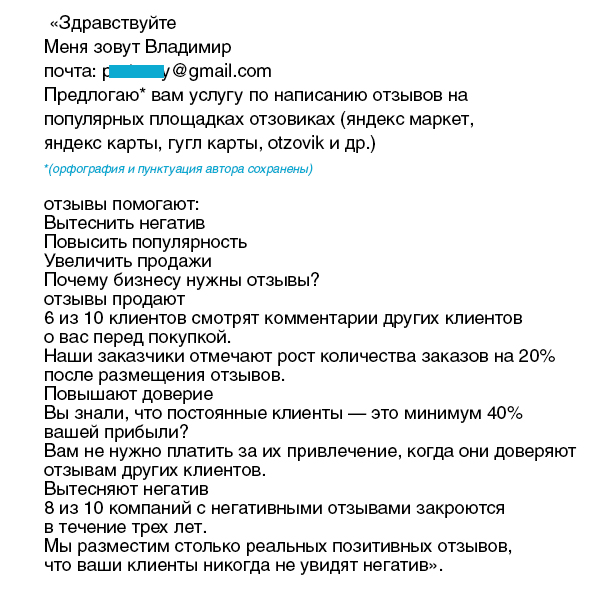 «Здравствуйте
Меня зовут Владимир
почта: p y@gmail.com
Предлогаю* вам услугу по написанию отзывов на
популярных площадках отзовиках (яндекс маркет,
яндекс карты, гугл карты, otzovik и др.)
*(орфография и пунктуация автора сохранены)
отзывы помогают:
Вытеснить негатив
Повысить популярность
Увеличить продажи
Почему бизнесу нужны отзывы?
отзывы продают
6 из 10 клиентов смотрят комментарии других клиентов
о вас перед покупкой.
Наши заказчики отмечают рост количества заказов на 20%
после размещения отзывов.
Повышают доверие
Вы знали, что постоянные клиенты — это минимум 40%
вашей прибыли?
Вам не нужно платить за их привлечение, когда они доверяют
отзывам других клиентов.
Вытесняют негатив
8 из 10 компаний с негативными отзывами закроются
в течение трех лет.
Мы разместим столько реальных позитивных отзывов,
что ваши клиенты никогда не увидят негатив».